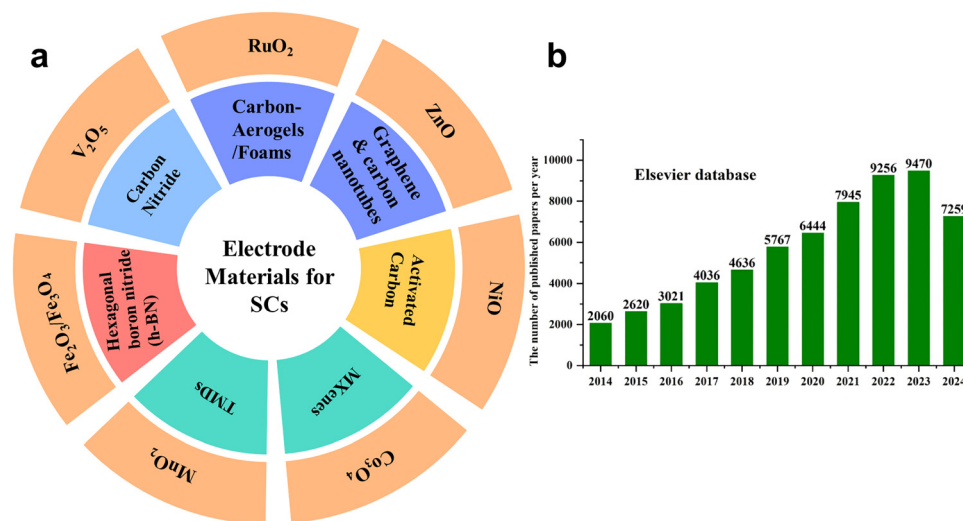 a
RuO₂
ZnO
NiO
Co₃O₄
MnO₂
Fe₂O₃/Fe₃O₄
V₂O₅
Carbon-
Aerogels
/Foams
Graphene
& carbon
nanotubes
Activated
Carbon
MXenes
TMDs
Hexagonal
boron nitride
(h-BN)
Carbon
Nitride
Electrode
Materials for
SCs
b
Elsevier database
The number of published papers per year
10000
8000
6000
4000
2000
0
2060
2620
3021
4036
4636
5767
6444
7945
9256
9470
7259
2014 2015 2016 2017 2018 2019 2020 2021 2022 2023 2024